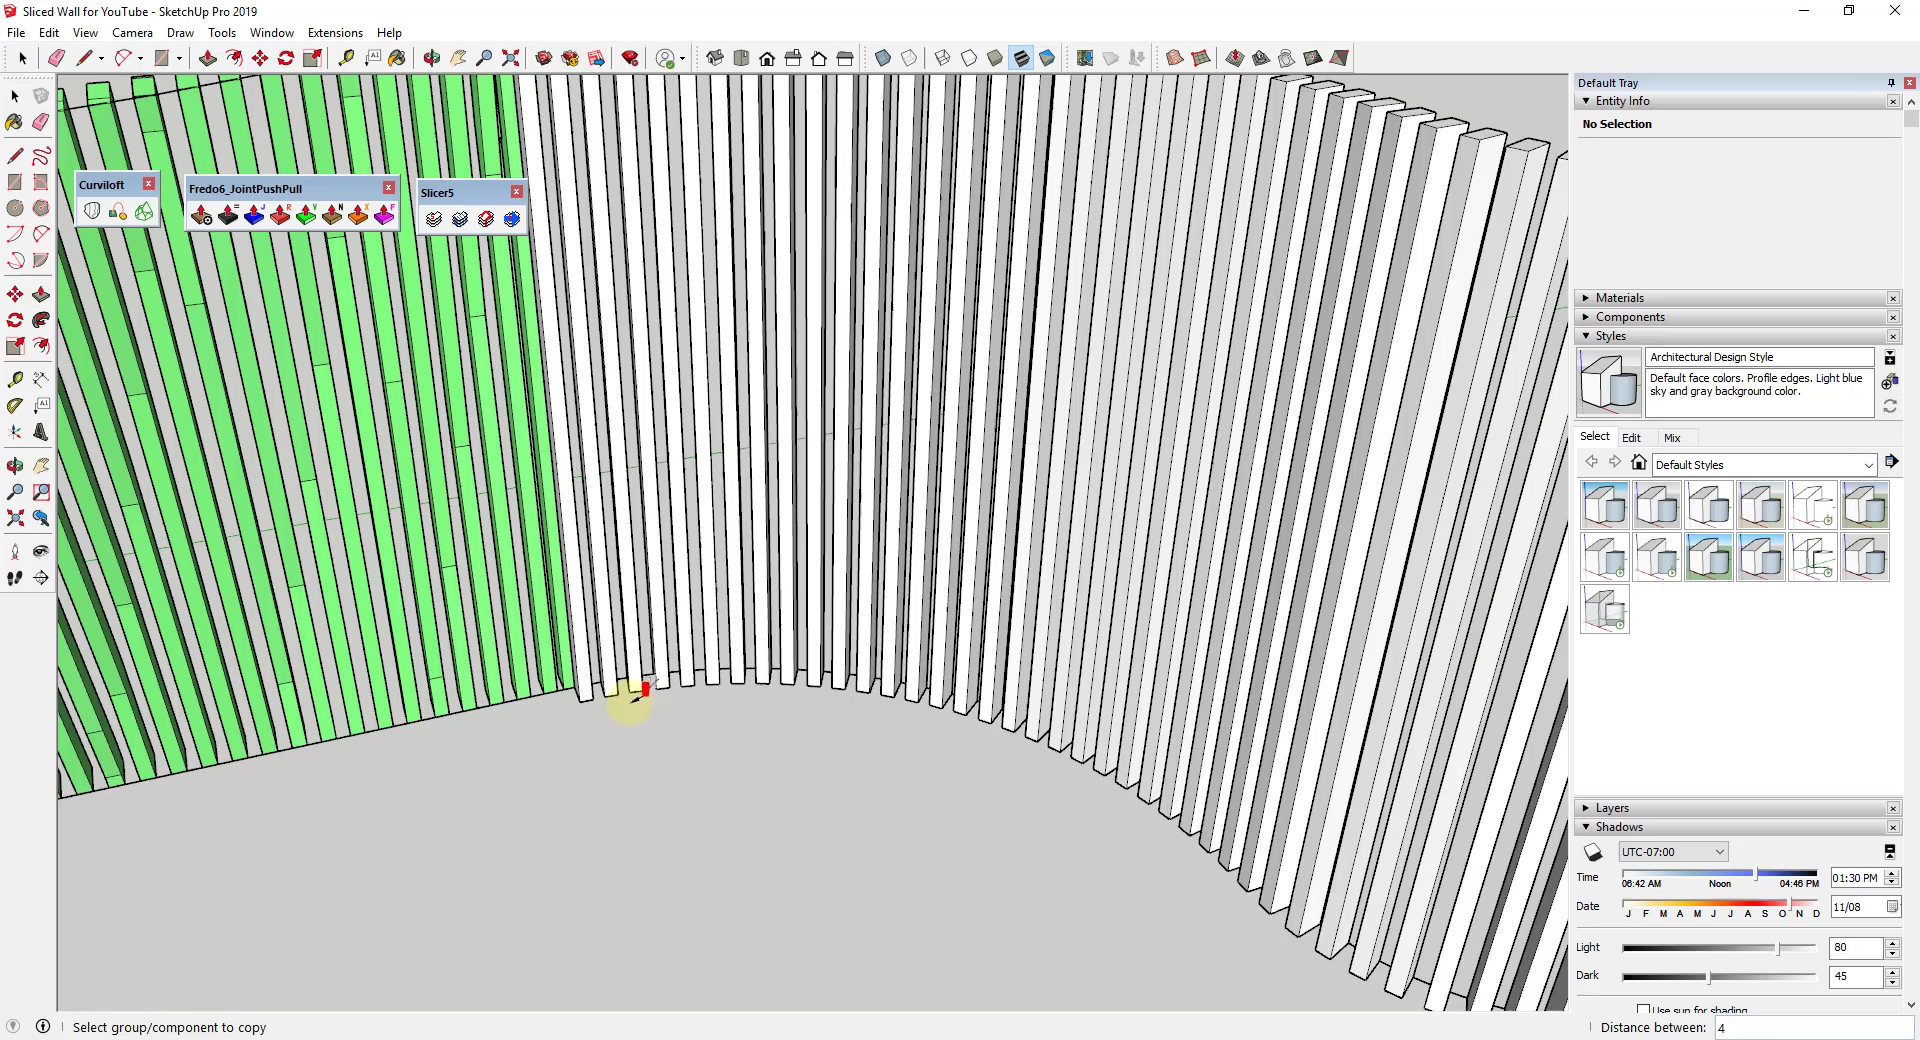 Sliced Wall for YouTube - SketchUp Pro 2019
File Edit View Camera Draw Tools Window Extensions Help
Default Tray
Entity Info
No Selection
Curviloft
Fredo6_JointPushPull
Slicer5
= J R V N X F
Materials
Components
Styles
Architectural Design Style
Default face colors. Profile edges. Light blue
sky and gray background color.
Select Edit Mix
Default Styles
Layers
Shadows
UTC-07:00
Time 06:42 AM Noon 04:46 PM 01:30 PM
Date J F M A M J J A S O N D 11/08
Light 80
Dark 45
Use sun for shading
Select group/component to copy
Distance between: 4